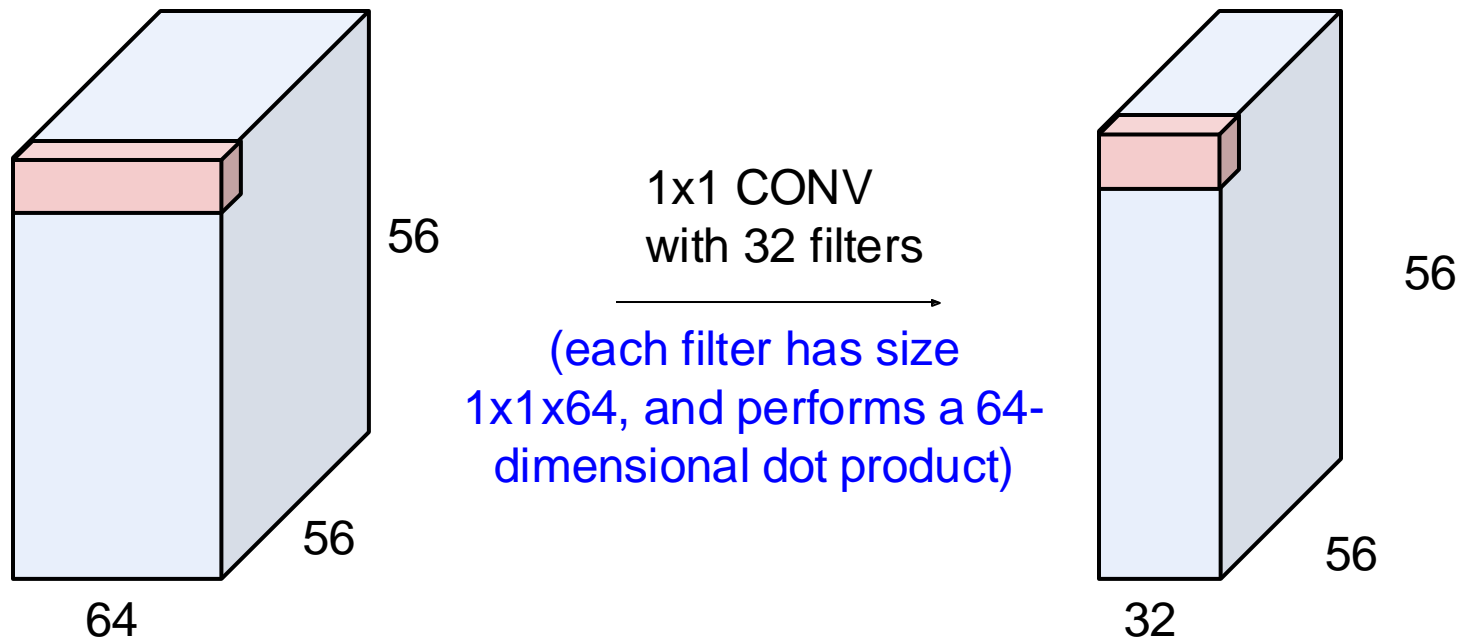 56
56
64
1x1 CONV
with 32 filters
(each filter has size
1x1x64, and performs a 64-
dimensional dot product)
56
56
32